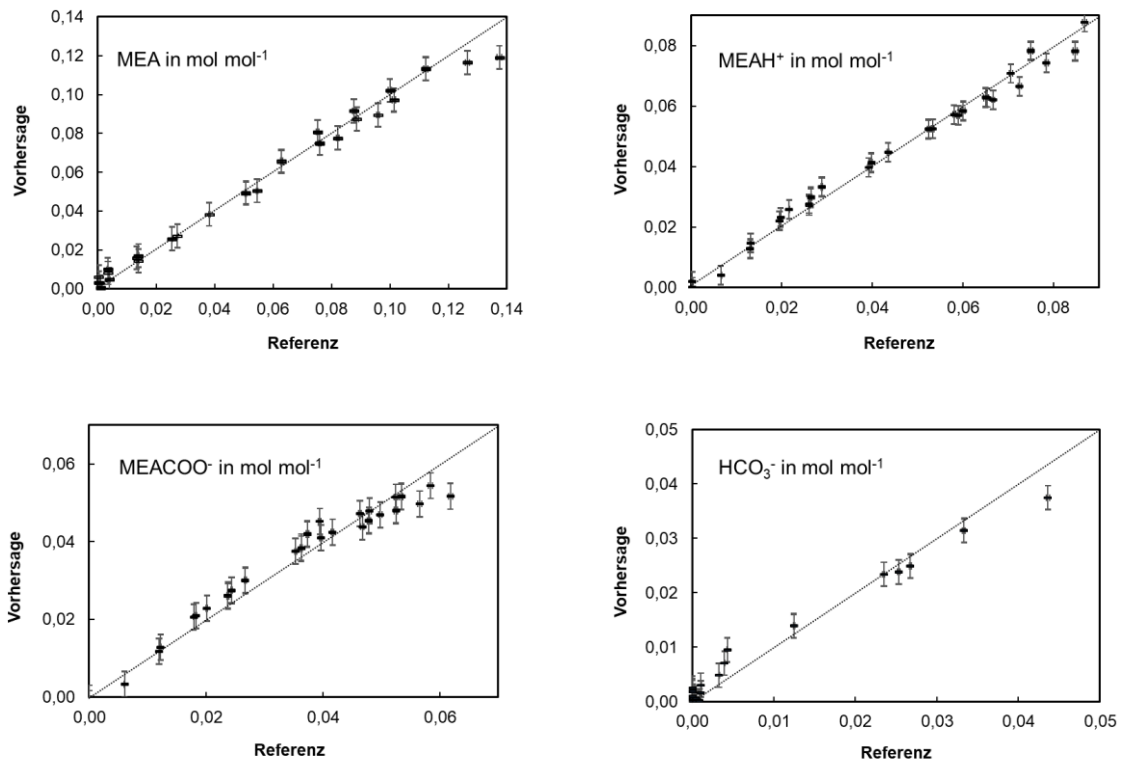 MEA in mol mol⁻¹
Vorhersage
0,14
0,12
0,10
0,08
0,06
0,04
0,02
0,00
0,00 0,02 0,04 0,06 0,08 0,10 0,12 0,14
Referenz
MEAH⁺ in mol mol⁻¹
Vorhersage
0,08
0,06
0,04
0,02
0,00
0,00 0,02 0,04 0,06 0,08
Referenz
MEACOO⁻ in mol mol⁻¹
Vorhersage
0,06
0,04
0,02
0,00
0,00 0,02 0,04 0,06
Referenz
HCO₃⁻ in mol mol⁻¹
Vorhersage
0,05
0,04
0,03
0,02
0,01
0,00
0,00 0,01 0,02 0,03 0,04 0,05
Referenz